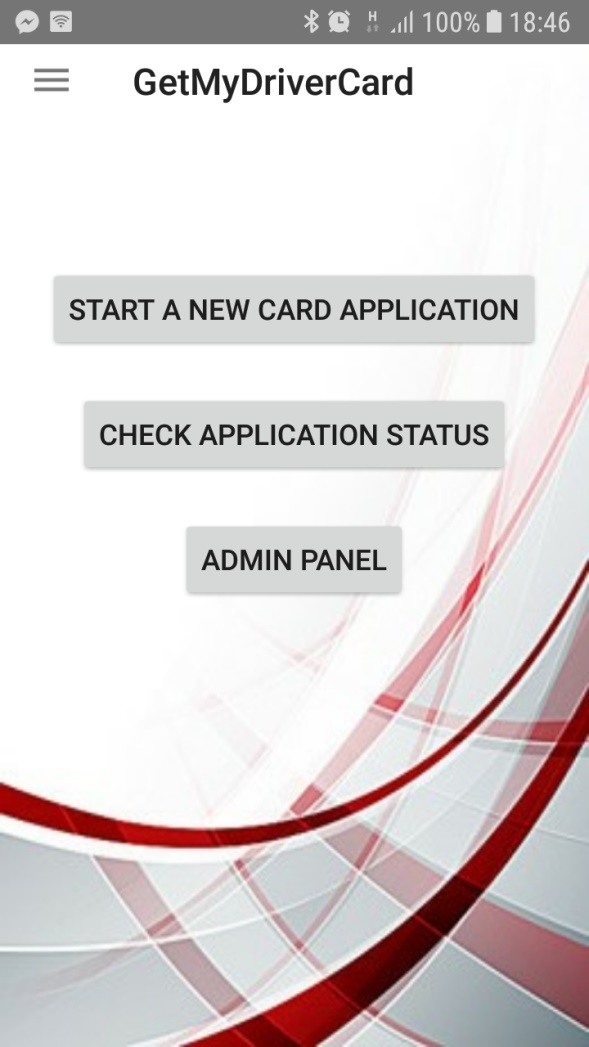 H 100% 18:46
GetMyDriverCard
START A NEW CARD APPLICATION
CHECK APPLICATION STATUS
ADMIN PANEL